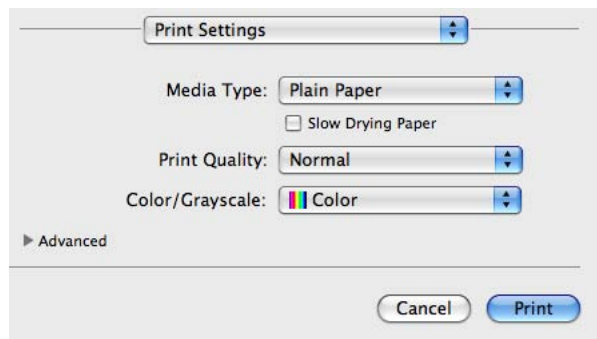 Print Settings
Media Type: Plain Paper
Slow Drying Paper
Print Quality: Normal
Color/Grayscale: Color
Advanced
Cancel Print